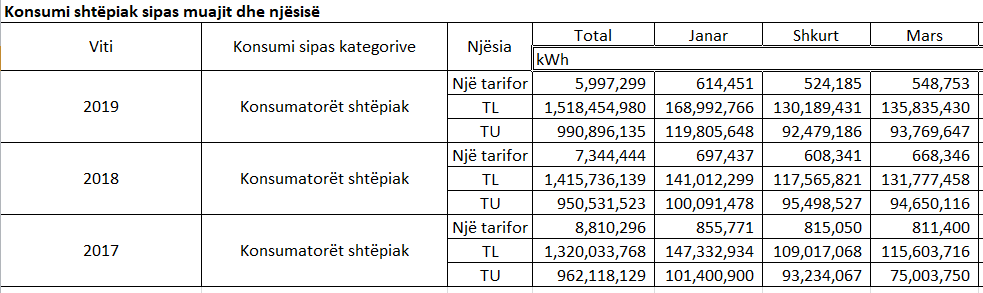 Konsumi shtëpiak sipas muajit dhe njësisë
Viti Konsumi sipas kategorive Njësia Total Janar Shkurt Mars
kWh
2019 Konsumatorët shtëpiak Një tarifor 5,997,299 614,451 524,185 548,753
TL 1,518,454,980 168,992,766 130,189,431 135,835,430
TU 990,896,135 119,805,648 92,479,186 93,769,647
2018 Konsumatorët shtëpiak Një tarifor 7,344,444 697,437 608,341 668,346
TL 1,415,736,139 141,012,299 117,565,821 131,777,458
TU 950,531,523 100,091,478 95,498,527 94,650,116
2017 Konsumatorët shtëpiak Një tarifor 8,810,296 855,771 815,050 811,400
TL 1,320,033,768 147,332,934 109,017,068 115,603,716
TU 962,118,129 101,400,900 93,234,067 75,003,750